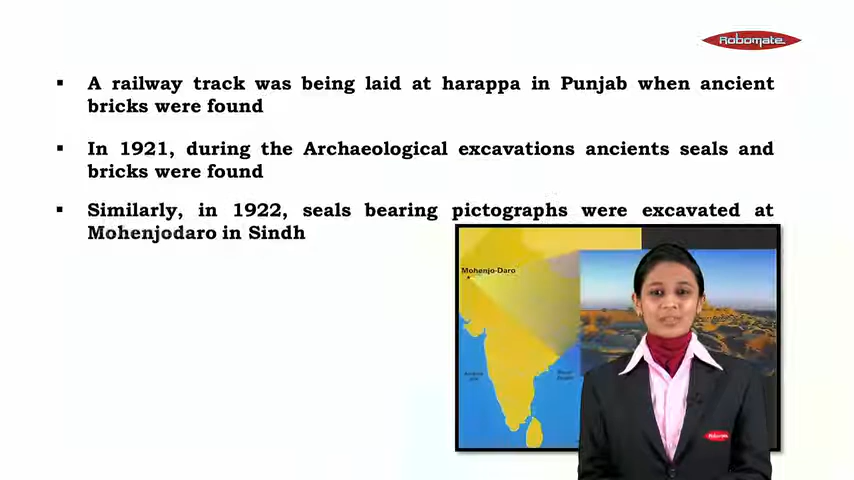 Robomate
A railway track was being laid at harappa in Punjab when ancient
bricks were found
In 1921, during the Archaeological excavations ancients seals and
bricks were found
Similarly, in 1922, seals bearing pictographs were excavated at
Mohenjodaro in Sindh
Mohenjo-Daro